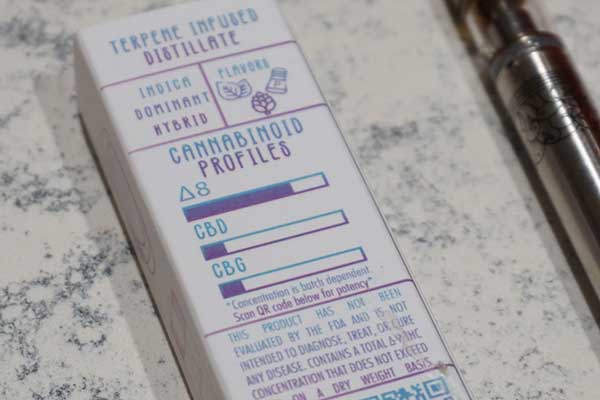 TERPENE INFUSED
DISTILLATE
INDICA
DOMINANT
HYBRID
FLAVORS
CANNABINOID
PROFILES
Δ8
CBD
CBG
*Concentration is batch dependent.
Scan QR code below for potency*
THIS PRODUCT HAS NOT BEEN
EVALUATED BY THE FDA AND IS NOT
INTENDED TO DIAGNOSE, TREAT, OR CURE
ANY DISEASE. CONTAINS A TOTAL Δ9 THC
CONCENTRATION THAT DOES NOT EXCEED
ON A DRY WEIGHT BASIS